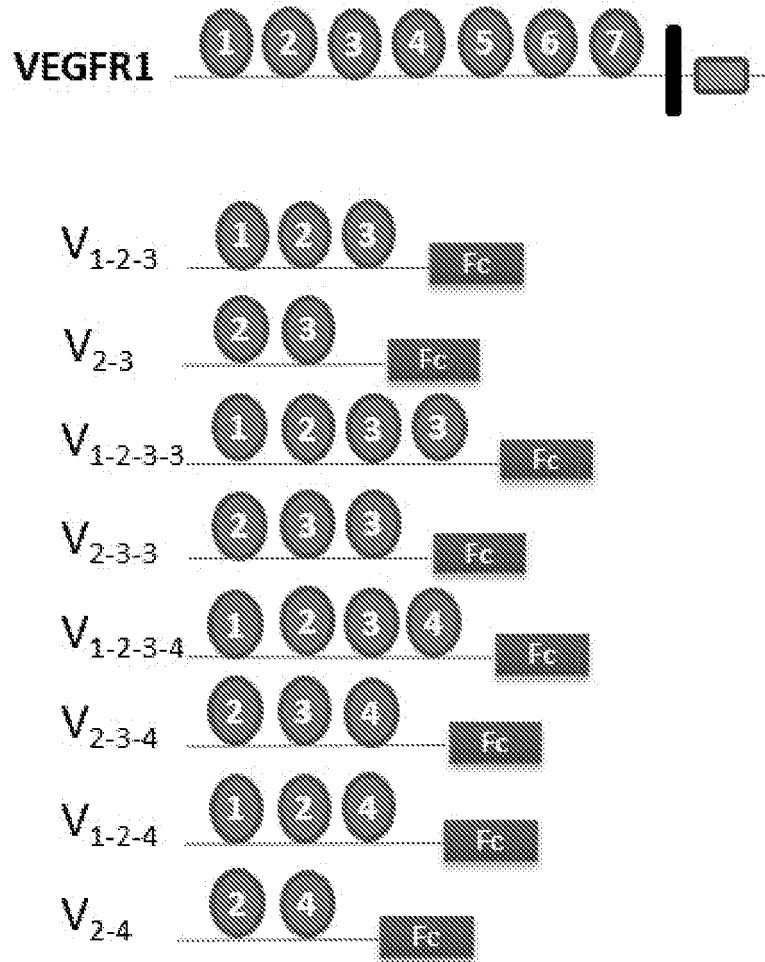 1 2 3 4 5 6 7
VEGFR1
1 2 3
V1-2-3 Fc
2 3
V2-3 Fc
1 2 3 3
V1-2-3-3 Fc
2 3 3
V2-3-3 Fc
1 2 3 4
V1-2-3-4 Fc
2 3 4
V2-3-4 Fc
1 2 4
V1-2-4 Fc
2 4
V2-4 Fc